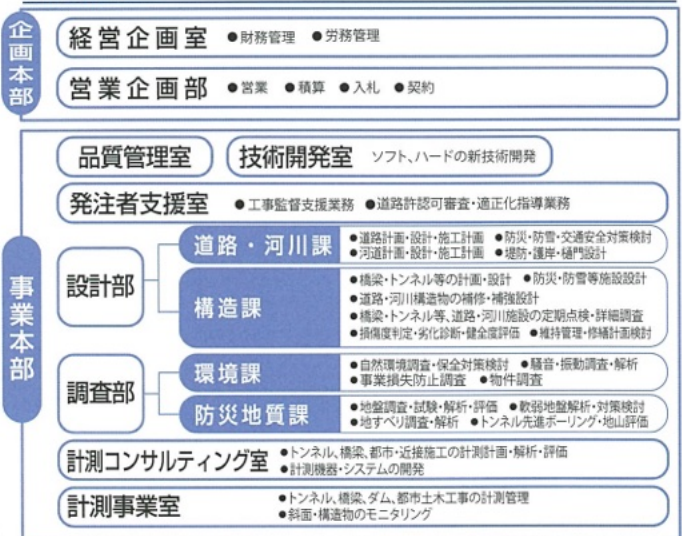 企画本部
経営企画室 ●財務管理 ●労務管理
営業企画部 ●営業 ●積算 ●入札 ●契約
事業本部
品質管理室 技術開発室 ソフト、ハードの新技術開発
発注者支援室 ●工事監督支援業務 ●道路許認可審査・適正化指導業務
設計部
道路・河川課
●道路計画・設計・施工計画 ●防災・防雪・交通安全対策検討
●河道計画・設計・施工計画 ●堤防・護岸・樋門設計
構造課
●橋梁・トンネル等の計画・設計 ●防災・防雪等施設設計
●道路・河川構造物の補修・補強設計
●橋梁・トンネル等、道路・河川施設の定期点検・詳細調査
●損傷度判定・劣化診断・健全度評価 ●維持管理・修繕計画検討
調査部
環境課
●自然環境調査・保全対策検討 ●騒音・振動調査・解析
●事業損失防止調査 ●物件調査
防災地質課
●地盤調査・試験・解析・評価 ●軟弱地盤解析・対策検討
●地すべり調査・解析 ●トンネル先進ボーリング・地山評価
計測コンサルティング室
●トンネル、橋梁、都市・近接施工の計測計画・解析・評価
●計測機器・システムの開発
計測事業室
●トンネル、橋梁、ダム、都市土木工事の計測管理
●斜面・構造物のモニタリング